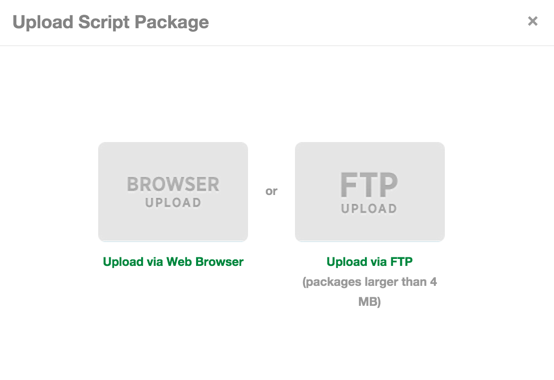 Upload Script Package
×
BROWSER
UPLOAD
or
FTP
UPLOAD
Upload via Web Browser
Upload via FTP
(packages larger than 4
MB)